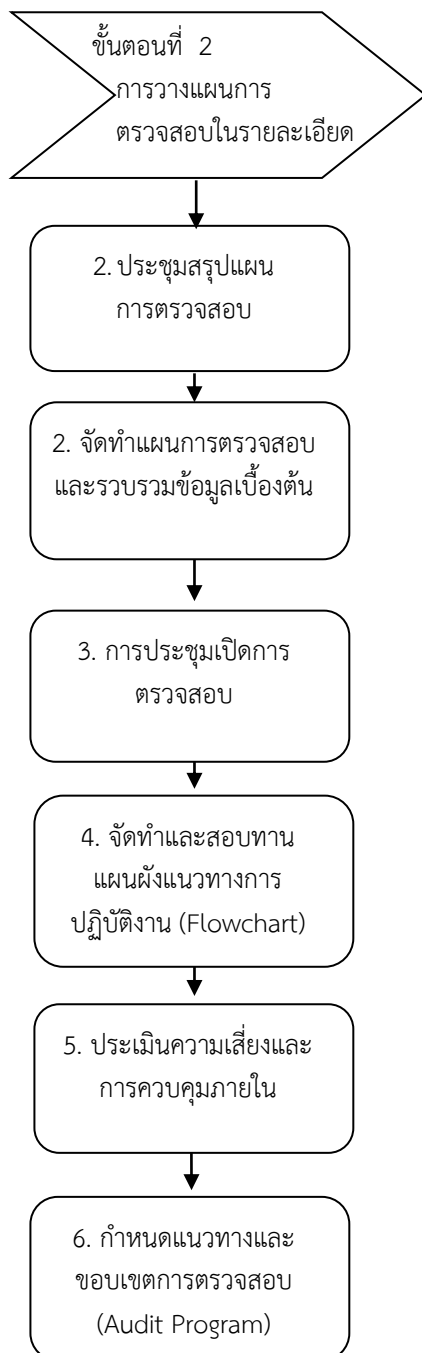 ขั้นตอนที่ 2
การวางแผนการ
ตรวจสอบในรายละเอียด
2. ประชุมสรุปแผน
การตรวจสอบ
2. จัดทำแผนการตรวจสอบ
และรวบรวมข้อมูลเบื้องต้น
3. การประชุมเปิดการ
ตรวจสอบ
4. จัดทำและสอบทาน
แผนผังแนวทางการ
ปฏิบัติงาน (Flowchart)
5. ประเมินความเสี่ยงและ
การควบคุมภายใน
6. กำหนดแนวทางและ
ขอบเขตการตรวจสอบ
(Audit Program)